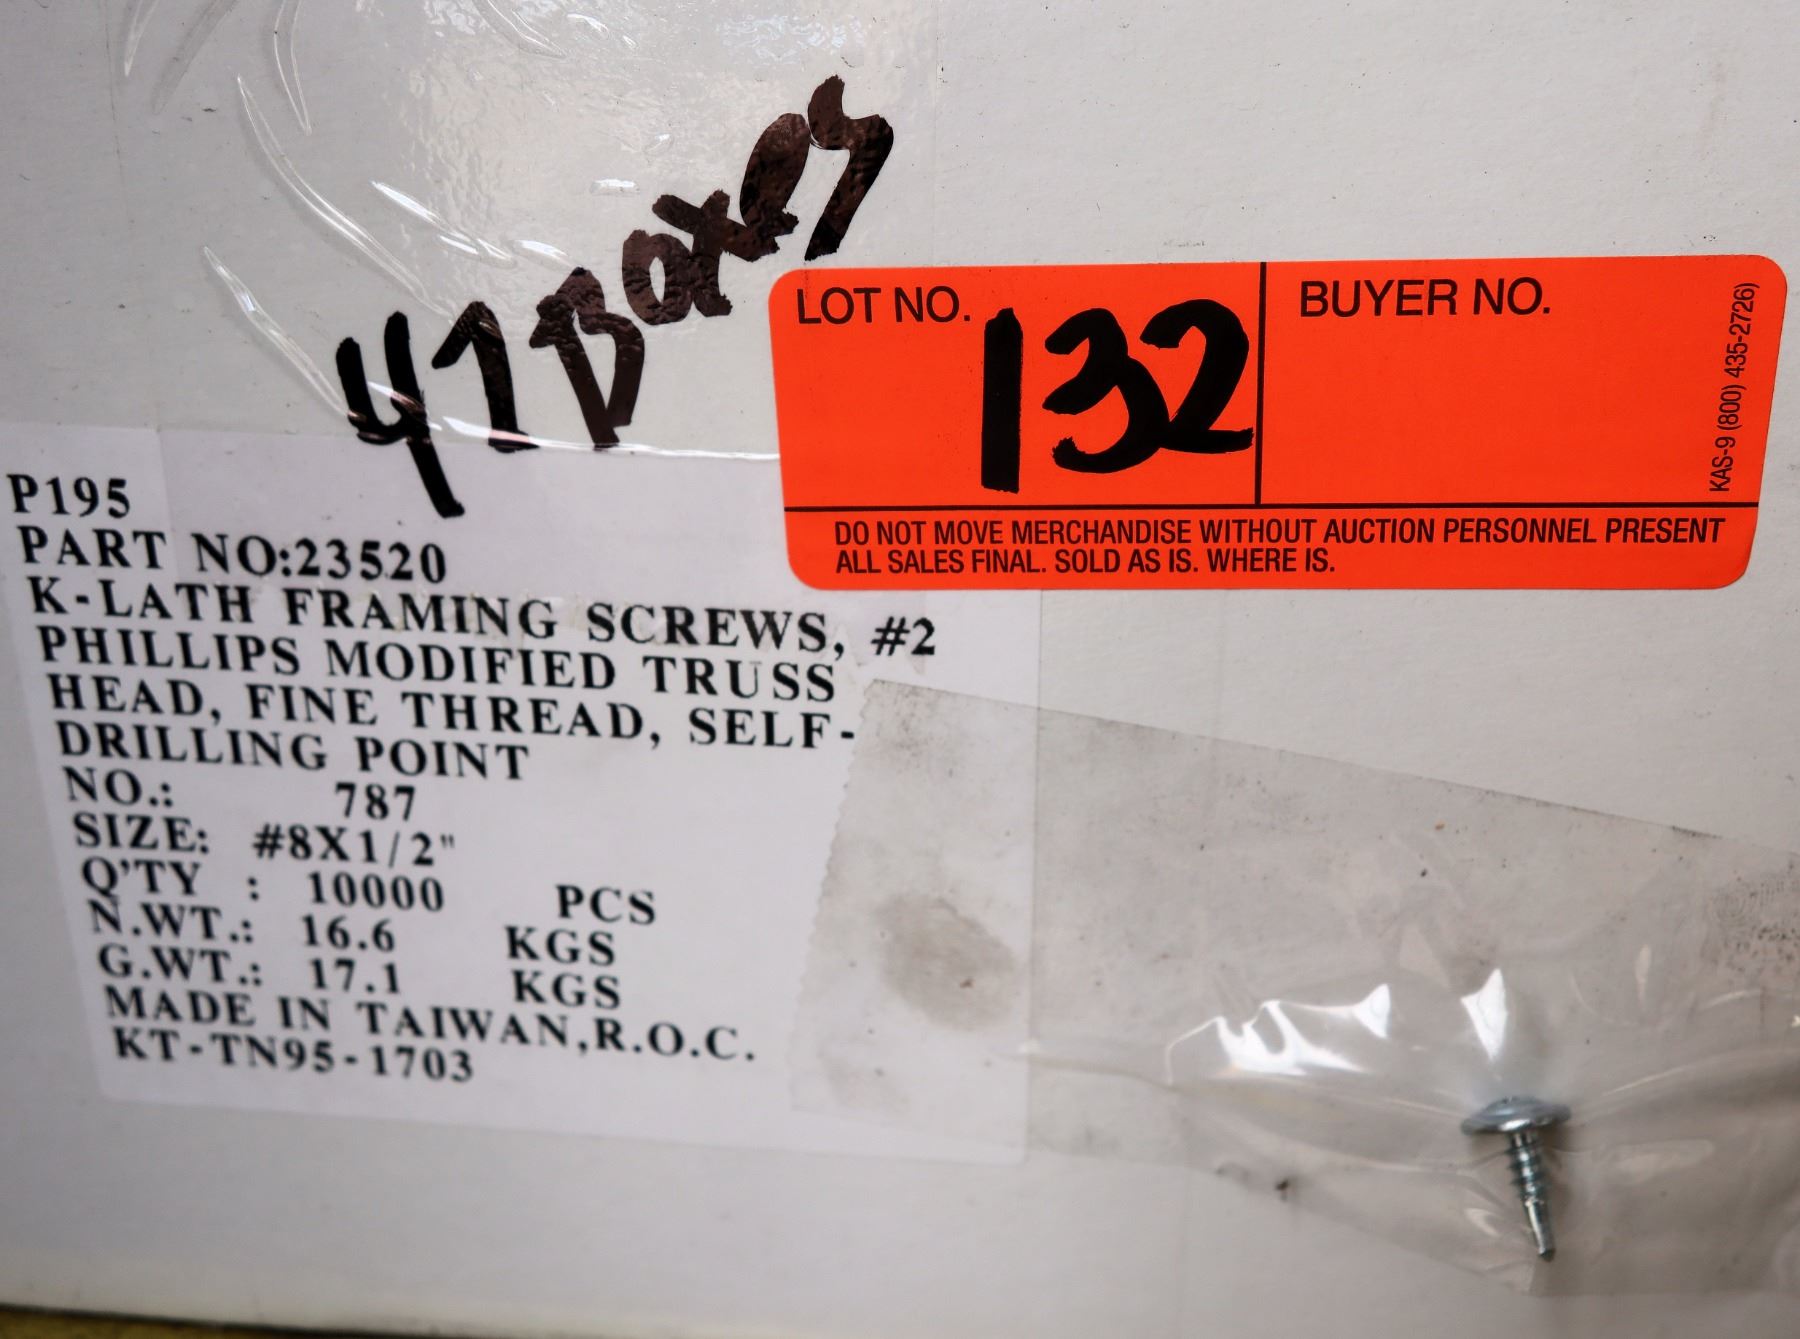 47 Boxes
LOT NO. 132
BUYER NO.
KAS-9 (800) 435-2726)
DO NOT MOVE MERCHANDISE WITHOUT AUCTION PERSONNEL PRESENT
ALL SALES FINAL. SOLD AS IS. WHERE IS.
P195
PART NO:23520
K-LATH FRAMING SCREWS, #2
PHILLIPS MODIFIED TRUSS
HEAD, FINE THREAD, SELF-
DRILLING POINT
NO.: 787
SIZE: #8X1/2"
Q'TY : 10000 PCS
N.WT.: 16.6 KGS
G.WT.: 17.1 KGS
MADE IN TAIWAN,R.O.C.
KT-TN95-1703